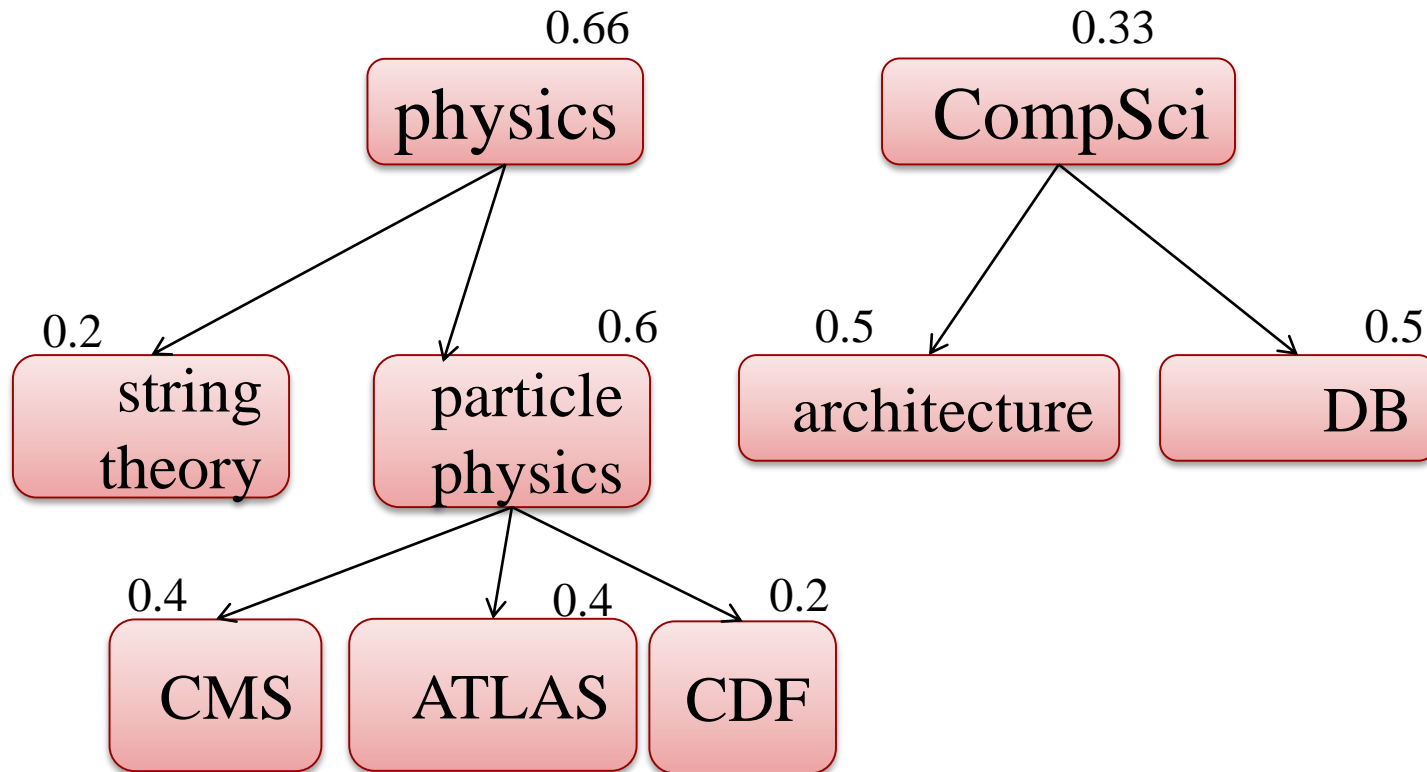 0.66
0.33
physics
CompSci
0.2
0.6
0.5
0.5
string
theory
particle
physics
architecture
DB
0.4
0.4
0.2
CMS
ATLAS
CDF